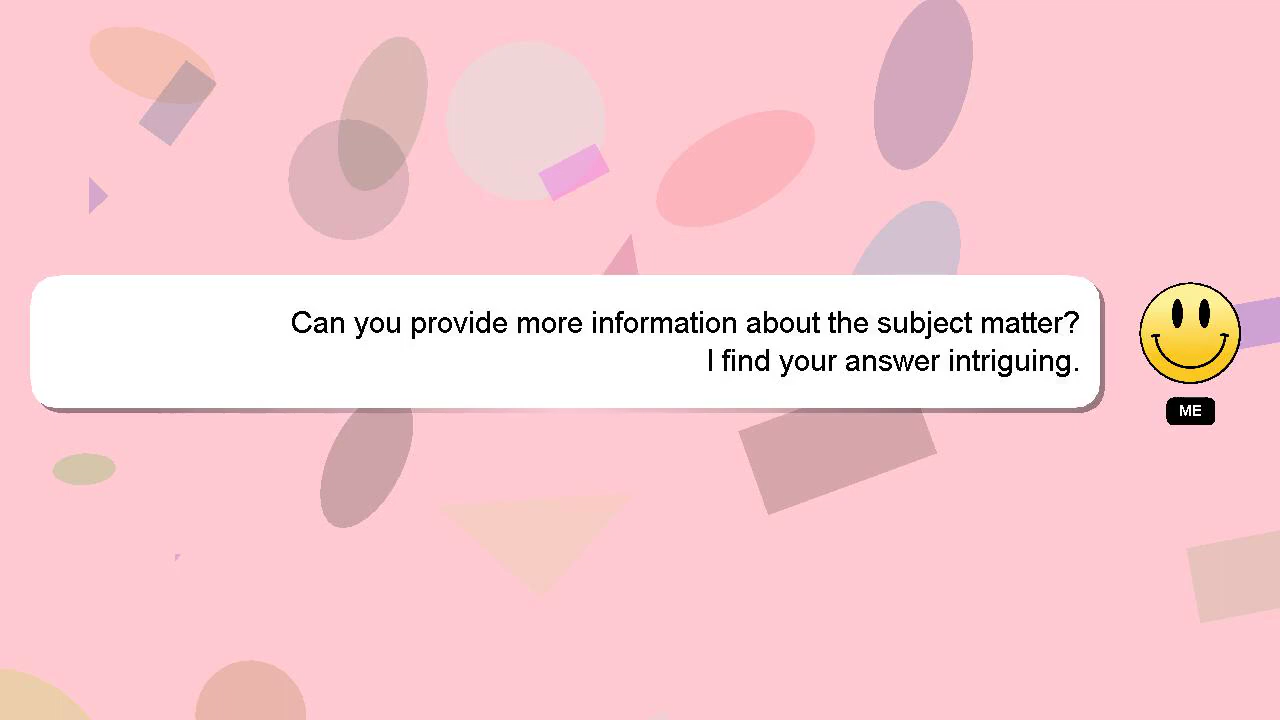 Can you provide more information about the subject matter?
I find your answer intriguing.
ME